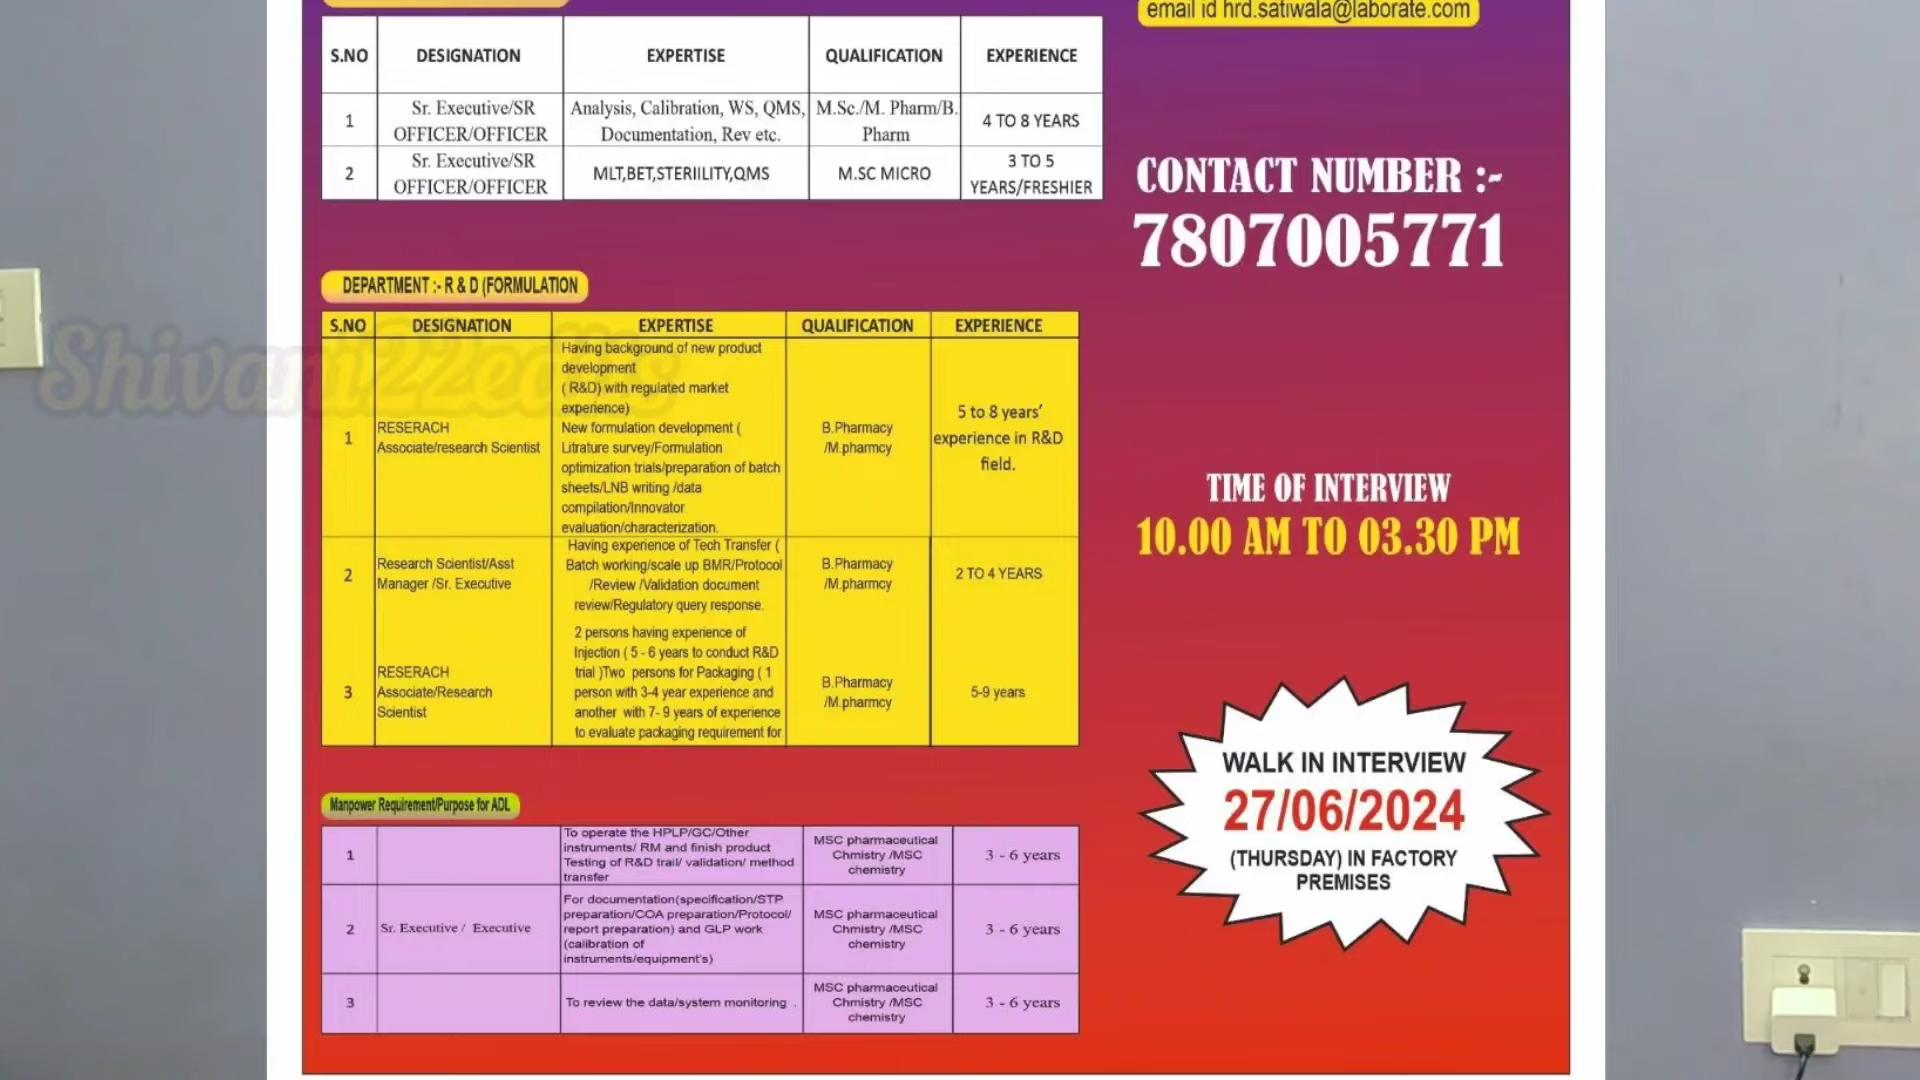 email id hrd.satiwala@laborate.com
S.NO DESIGNATION EXPERTISE QUALIFICATION EXPERIENCE
1 Sr. Executive/SR OFFICER/OFFICER Analysis, Calibration, WS, QMS, Documentation, Rev etc. M.Sc./M. Pharm/B. Pharm 4 TO 8 YEARS
2 Sr. Executive/SR OFFICER/OFFICER MLT,BET,STERIILITY,QMS M.SC MICRO 3 TO 5 YEARS/FRESHIER
CONTACT NUMBER :-
7807005771
DEPARTMENT :- R & D (FORMULATION
S.NO DESIGNATION EXPERTISE QUALIFICATION EXPERIENCE
1
RESERACH
Associate/research Scientist
Having background of new product
development
( R&D) with regulated market
experience)
New formulation development (
Litrature survey/Formulation
optimization trials/preparation of batch
sheets/LNB writing /data
compilation/Innovator
evaluation/characterization.
B.Pharmacy
/M.pharmcy
5 to 8 years’
experience in R&D
field.
2
Research Scientist/Asst
Manager /Sr. Executive
Having experience of Tech Transfer (
Batch working/scale up BMR/Protocol
/Review /Validation document
review/Regulatory query response.
B.Pharmacy
/M.pharmcy
2 TO 4 YEARS
3
RESERACH
Associate/Research
Scientist
2 persons having experience of
Injection ( 5 - 6 years to conduct R&D
trial )Two persons for Packaging ( 1
person with 3-4 year experience and
another with 7- 9 years of experience
to evaluate packaging requirement for
B.Pharmacy
/M.pharmcy
5-9 years
TIME OF INTERVIEW
10.00 AM TO 03.30 PM
Manpower Requirement/Purpose for ADL
1
To operate the HPLP/GC/Other
instruments/ RM and finish product
Testing of R&D trail/ validation/ method
transfer
MSC pharmaceutical
Chmistry /MSC
chemistry
3 - 6 years
2
Sr. Executive / Executive
For documentation(specification/STP
preparation/COA preparation/Protocol/
report preparation) and GLP work
(calibration of
instruments/equipment's)
MSC pharmaceutical
Chmistry /MSC
chemistry
3 - 6 years
3
To review the data/system monitoring .
MSC pharmaceutical
Chmistry /MSC
chemistry
3 - 6 years
WALK IN INTERVIEW
27/06/2024
(THURSDAY) IN FACTORY
PREMISES